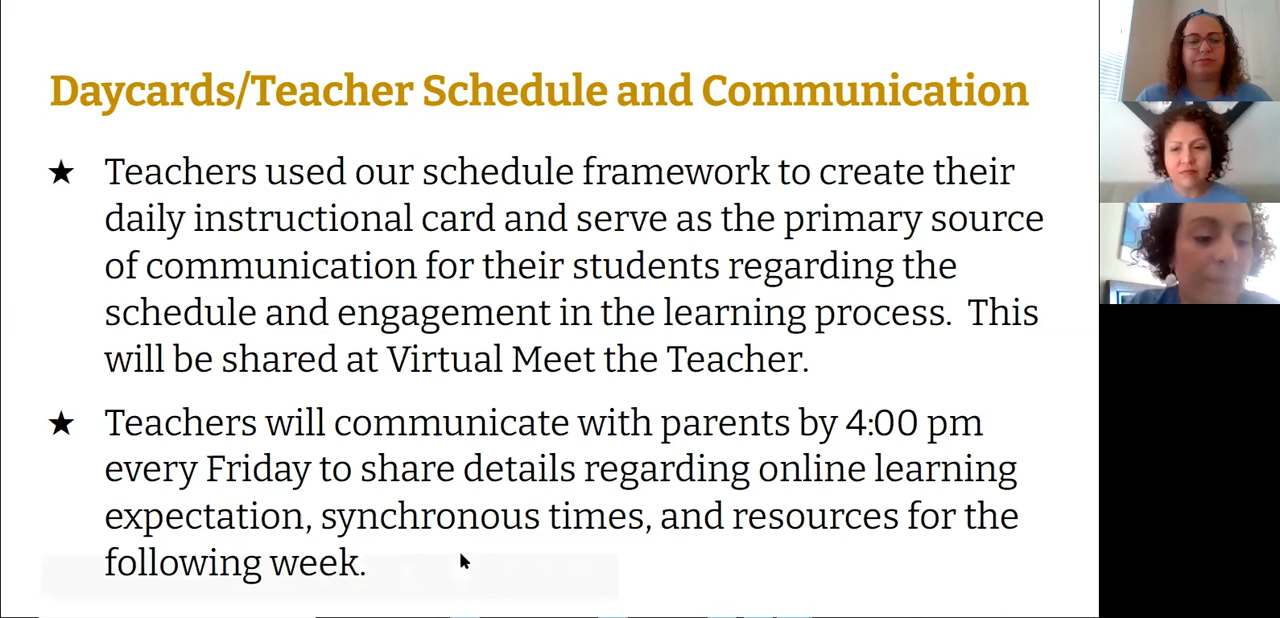 Daycards/Teacher Schedule and Communication
★ Teachers used our schedule framework to create their
daily instructional card and serve as the primary source
of communication for their students regarding the
schedule and engagement in the learning process.  This
will be shared at Virtual Meet the Teacher.
★ Teachers will communicate with parents by 4:00 pm
every Friday to share details regarding online learning
expectation, synchronous times, and resources for the
following week.